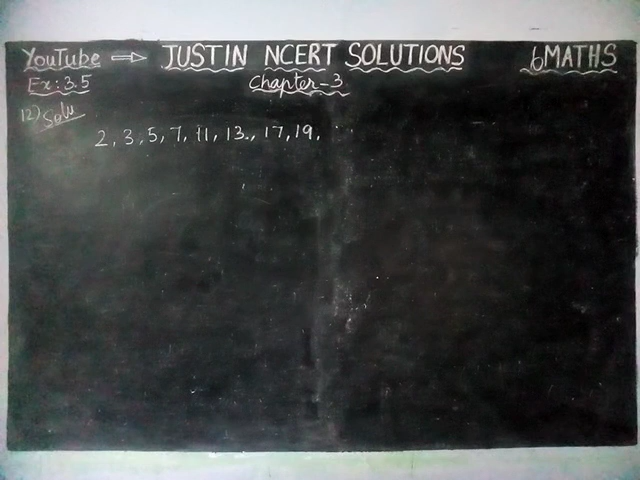 YouTube ⇒ JUSTIN NCERT SOLUTIONS 6MATHS
Ex: 3.5 Chapter-3
12) Solu
2, 3, 5, 7, 11, 13, 17, 19, ...